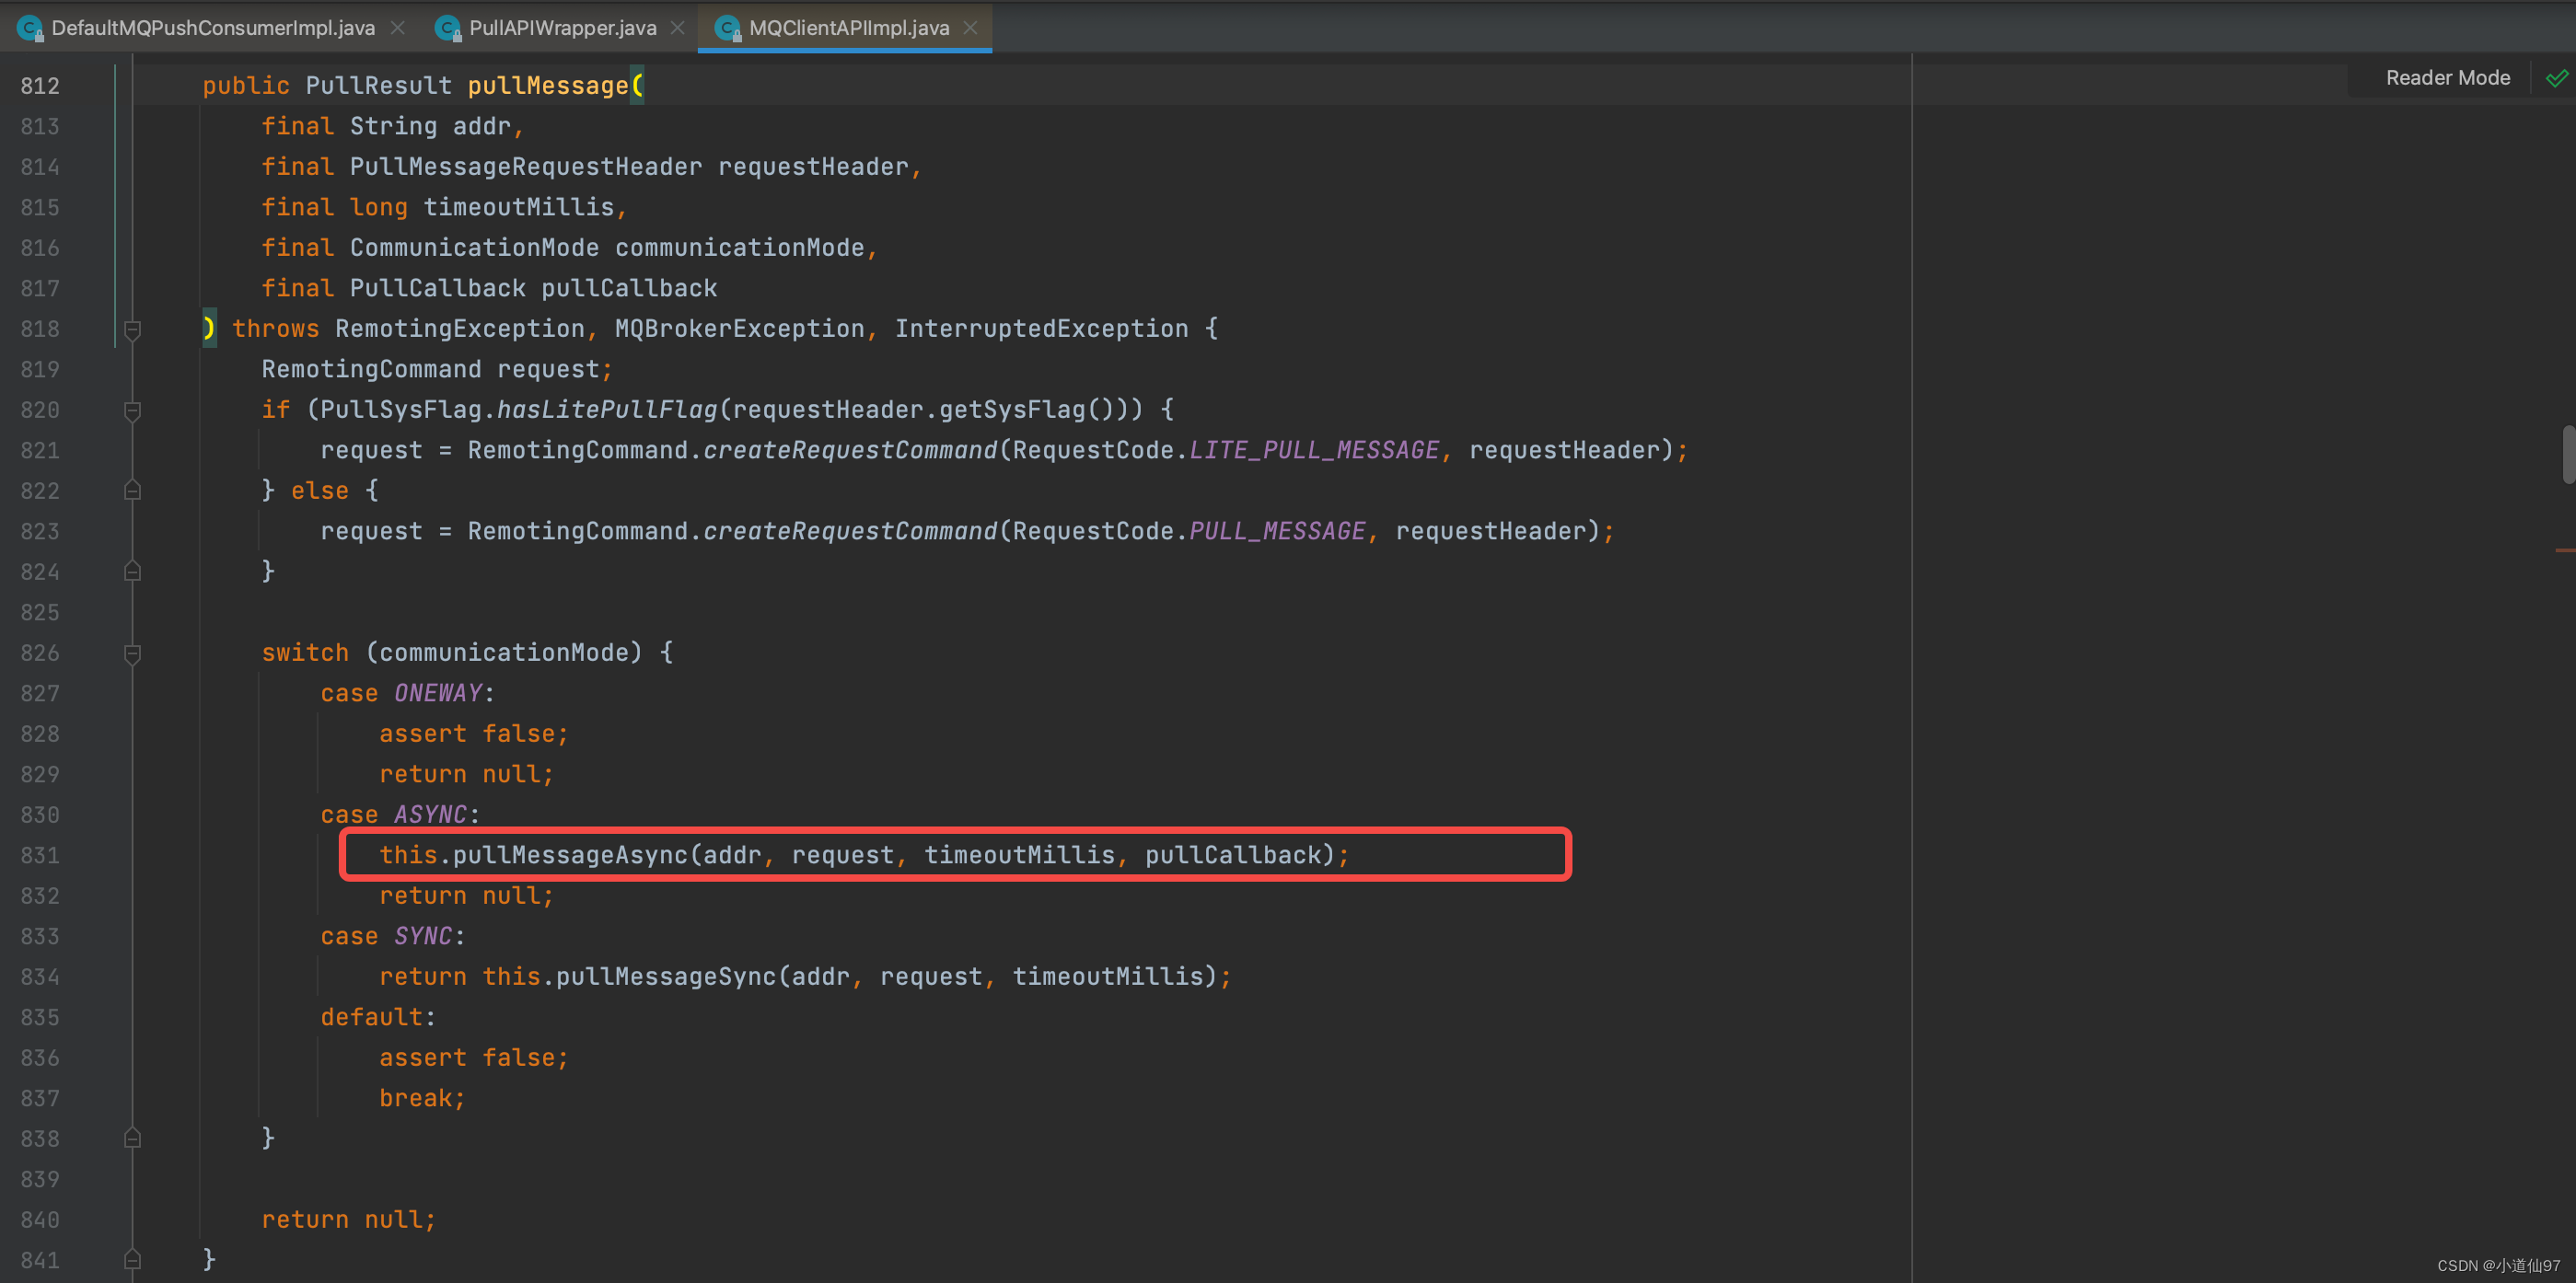 DefaultMQPushConsumerImpl.java PullAPIWrapper.java MQClientAPIImpl.java
Reader Mode
812 public PullResult pullMessage(
813 final String addr,
814 final PullMessageRequestHeader requestHeader,
815 final long timeoutMillis,
816 final CommunicationMode communicationMode,
817 final PullCallback pullCallback
818 ) throws RemotingException, MQBrokerException, InterruptedException {
819 RemotingCommand request;
820 if (PullSysFlag.hasLitePullFlag(requestHeader.getSysFlag())) {
821 request = RemotingCommand.createRequestCommand(RequestCode.LITE_PULL_MESSAGE, requestHeader);
822 } else {
823 request = RemotingCommand.createRequestCommand(RequestCode.PULL_MESSAGE, requestHeader);
824 }
825
826 switch (communicationMode) {
827 case ONEWAY:
828 assert false;
829 return null;
830 case ASYNC:
831 this.pullMessageAsync(addr, request, timeoutMillis, pullCallback);
832 return null;
833 case SYNC:
834 return this.pullMessageSync(addr, request, timeoutMillis);
835 default:
836 assert false;
837 break;
838 }
839
840 return null;
841 }
CSDN @小道仙97